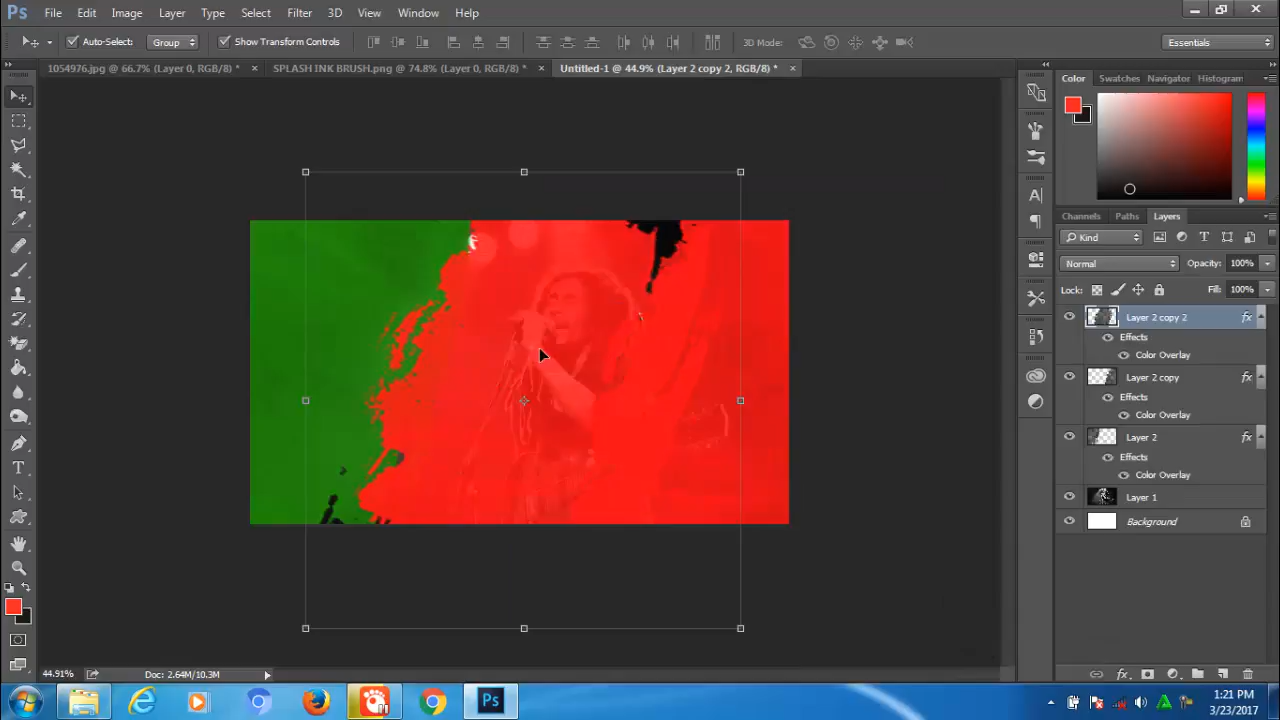 Ps File Edit Image Layer Type Select Filter 3D View Window Help
Auto-Select: Group Show Transform Controls 3D Mode: Essentials
1054976.jpg @ 66.7% (Layer 0, RGB/8) * SPLASH INK BRUSH.png @ 74.8% (Layer 0, RGB/8) * Untitled-1 @ 44.9% (Layer 2 copy 2, RGB/8) *
Color Swatches Navigator Histogram
Channels Paths Layers
Kind
Normal Opacity: 100%
Lock: Fill: 100%
Layer 2 copy 2 fx
Effects
Color Overlay
Layer 2 copy fx
Effects
Color Overlay
Layer 2 fx
Effects
Color Overlay
Layer 1
Background
44.91% Doc: 2.64M/10.3M
Ps
1:21 PM
3/23/2017